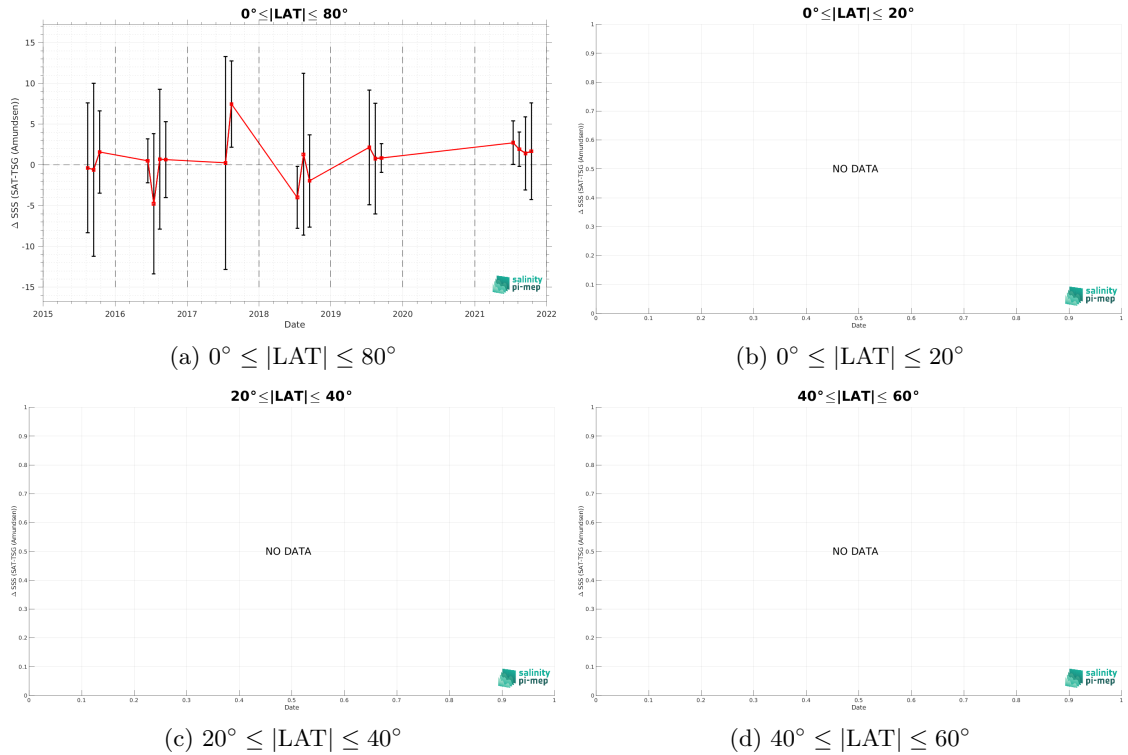 0°≤|LAT|≤ 80°
15
10
5
0
-5
-10
-15
Δ SSS (SAT-TSG (Amundsen))
2015 2016 2017 2018 2019 2020 2021 2022
Date
salinity
pi-mep
(a) 0° ≤ |LAT| ≤ 80°
0°≤|LAT|≤ 20°
1
0.9
0.8
0.7
0.6
0.5
0.4
0.3
0.2
0.1
0
Δ SSS (SAT-TSG (Amundsen))
NO DATA
0 0.1 0.2 0.3 0.4 0.5 0.6 0.7 0.8 0.9 1
Date
salinity
pi-mep
(b) 0° ≤ |LAT| ≤ 20°
20°≤|LAT|≤ 40°
1
0.9
0.8
0.7
0.6
0.5
0.4
0.3
0.2
0.1
0
Δ SSS (SAT-TSG (Amundsen))
NO DATA
0 0.1 0.2 0.3 0.4 0.5 0.6 0.7 0.8 0.9 1
Date
salinity
pi-mep
(c) 20° ≤ |LAT| ≤ 40°
40°≤|LAT|≤ 60°
1
0.9
0.8
0.7
0.6
0.5
0.4
0.3
0.2
0.1
0
Δ SSS (SAT-TSG (Amundsen))
NO DATA
0 0.1 0.2 0.3 0.4 0.5 0.6 0.7 0.8 0.9 1
Date
salinity
pi-mep
(d) 40° ≤ |LAT| ≤ 60°